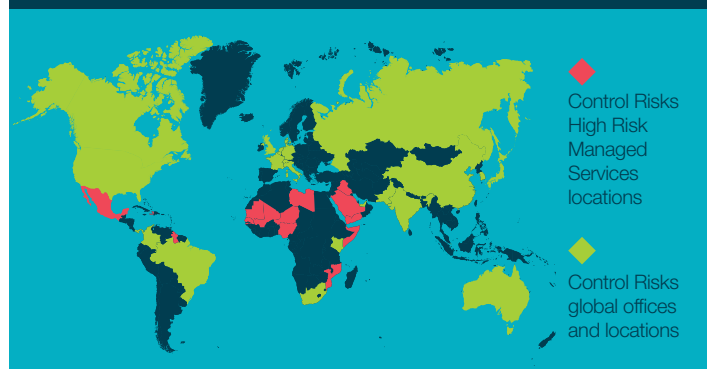 Control Risks
High Risk
Managed
Services
locations
Control Risks
global offices
and locations